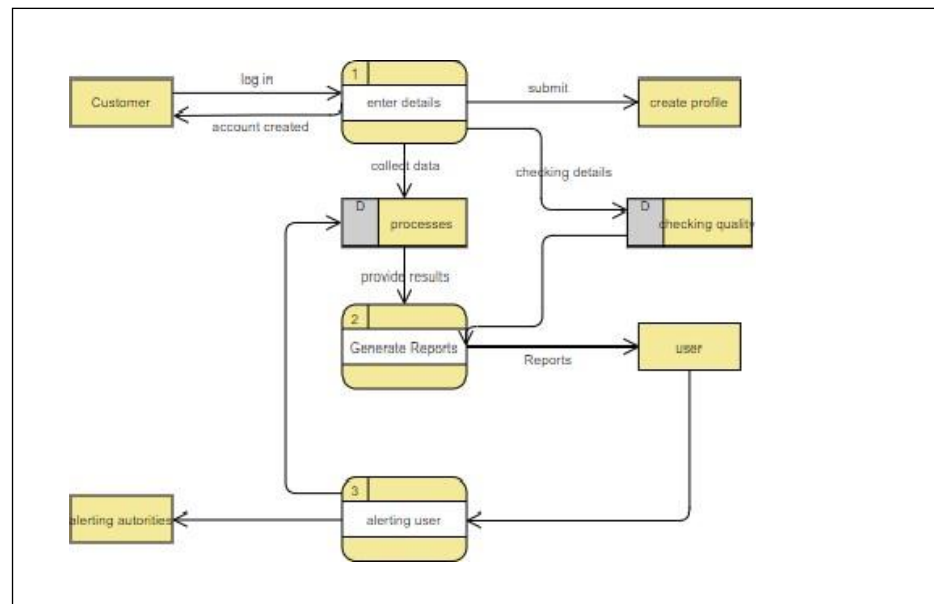 1
log in
submit
Customer
enter details
create profile
account created
collect data
checking details
D
D
processes
checking quality
provide results
2
Generate Reports
user
Reports
3
alerting autorities
alerting user